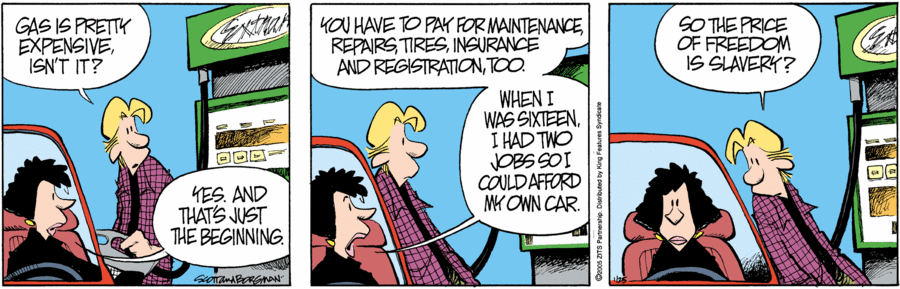 GAS IS PRETTY
EXPENSIVE,
ISN'T IT?
YES. AND
THAT'S JUST
THE BEGINNING.
SCOTT and BORGMAN
YOU HAVE TO PAY FOR MAINTENANCE,
REPAIRS, TIRES, INSURANCE
AND REGISTRATION, TOO.
WHEN I
WAS SIXTEEN,
I HAD TWO
JOBS SO I
COULD AFFORD
MY OWN CAR.
©2005 ZITS Partnership. Distributed by King Features Syndicate
SO THE PRICE
OF FREEDOM
IS SLAVERY?
1/25